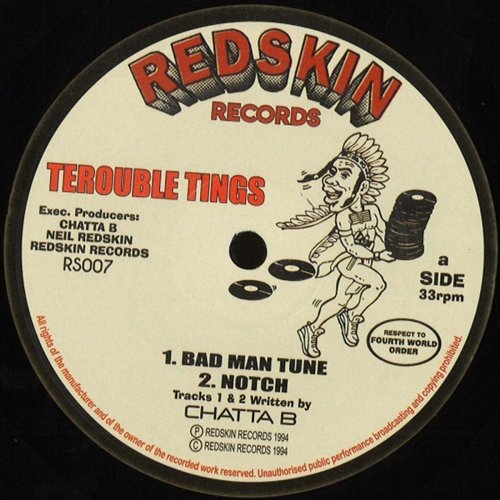 REDSKIN
RECORDS
TEROUBLE TINGS
Exec. Producers:
CHATTA B
NEIL REDSKIN
REDSKIN RECORDS
RS007
a
SIDE
33rpm
RESPECT TO
FOURTH WORLD
ORDER
1. BAD MAN TUNE
2. NOTCH
Tracks 1 & 2 Written by
CHATTA B
Ⓟ REDSKIN RECORDS 1994
© REDSKIN RECORDS 1994
All rights of the manufacturer and of the owner of the recorded work reserved. Unauthorised public performance broadcasting and copying prohibited.